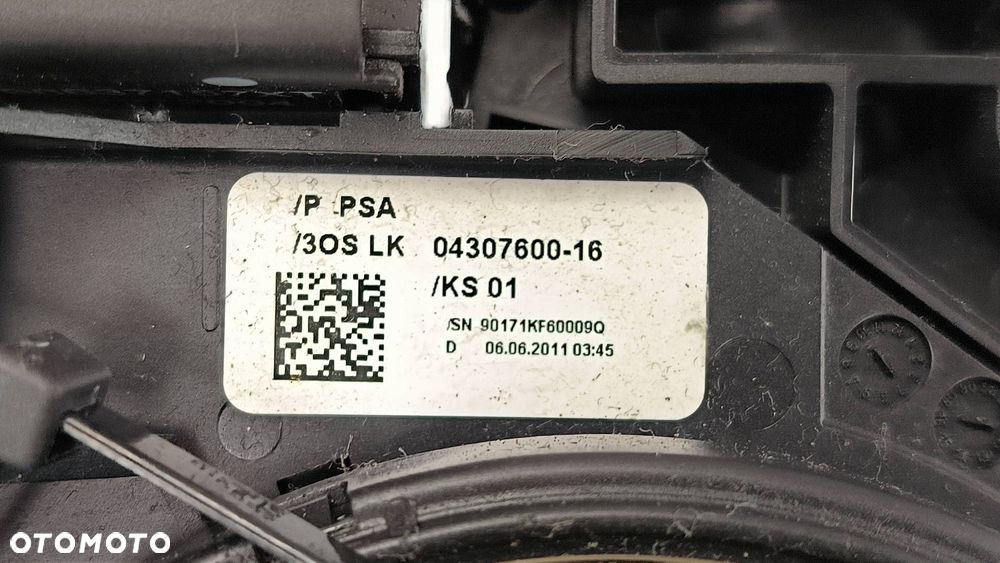 /P PSA
/3OS LK 04307600-16
/KS 01
/SN 90171KF60009Q
D 06.06.2011 03:45
OTOMOTO